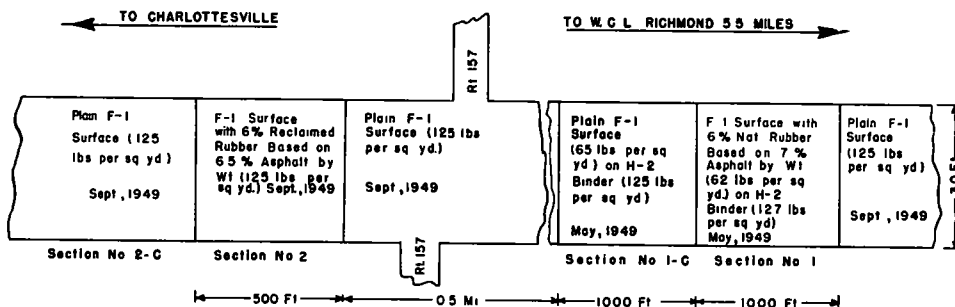 TO CHARLOTTESVILLE
TO W. C L RICHMOND 5 5 MILES
Rt 157
Plain F-1
Surface (125
lbs per sq yd)
Sept, 1949
F-1 Surface
with 6% Reclaimed
Rubber Based on
6 5 % Asphalt by
Wt (125 lbs per
sq yd.) Sept, 1949
Plain F-1
Surface (125 lbs
per sq yd.)
Sept, 1949
Plain F-1
Surface
(65 lbs per sq
yd) on H-2
Binder (125 lbs
per sq yd)
May, 1949
F 1 Surface with
6% Nat Rubber
Based on 7 %
Asphalt by Wt
(62 lbs per sq
yd.) on H-2
Binder (127 lbs
per sq yd)
May, 1949
Plain F-1
Surface
(125 lbs
per sq yd)
Sept, 1949
Rt. 157
Section No 2-C
Section No 2
Section No 1-C
Section No 1
500 Ft
0 5 Mi
1000 Ft
1000 Ft